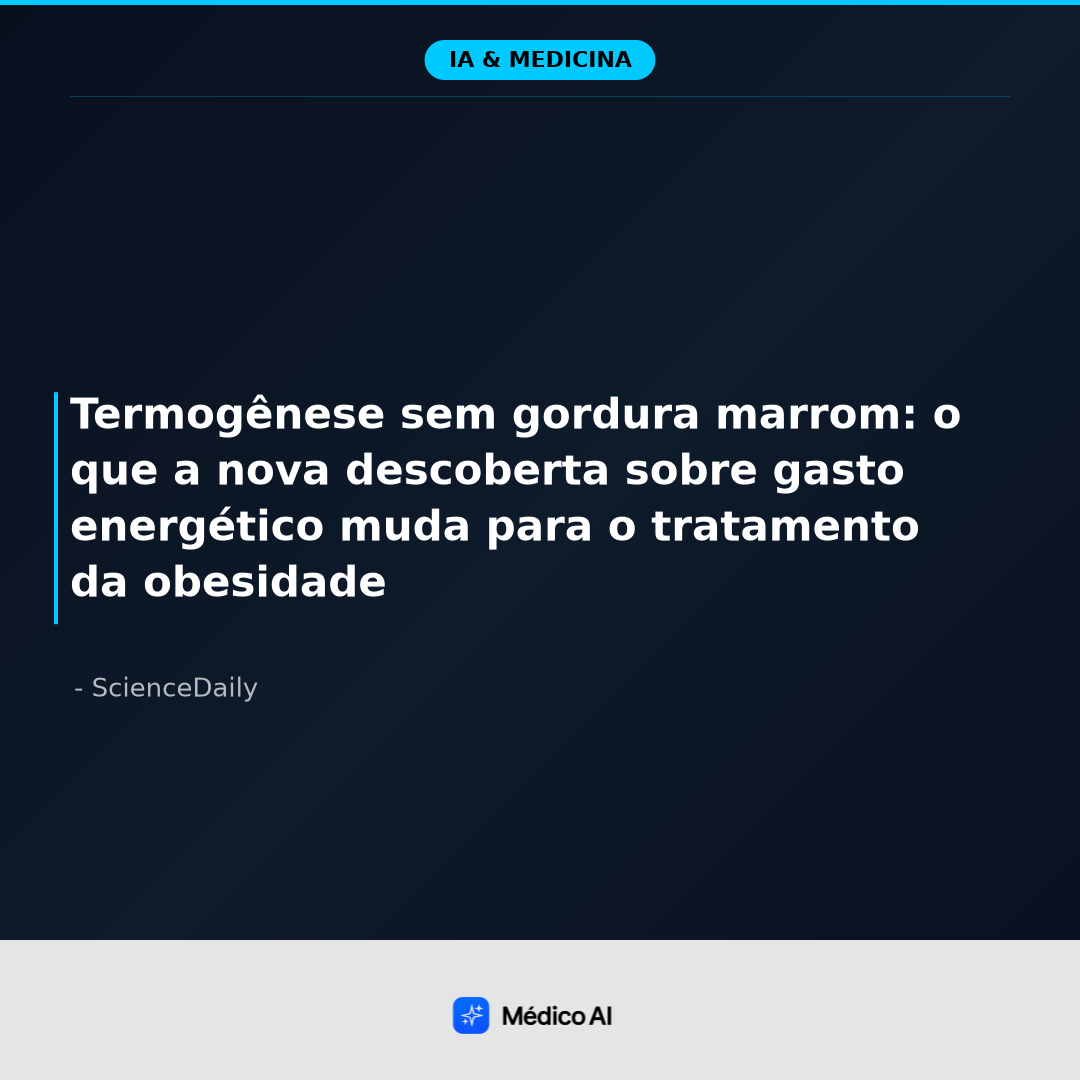 IA & MEDICINA
Termogênese sem gordura marrom: o
que a nova descoberta sobre gasto
energético muda para o tratamento
da obesidade
- ScienceDaily
Médico AI